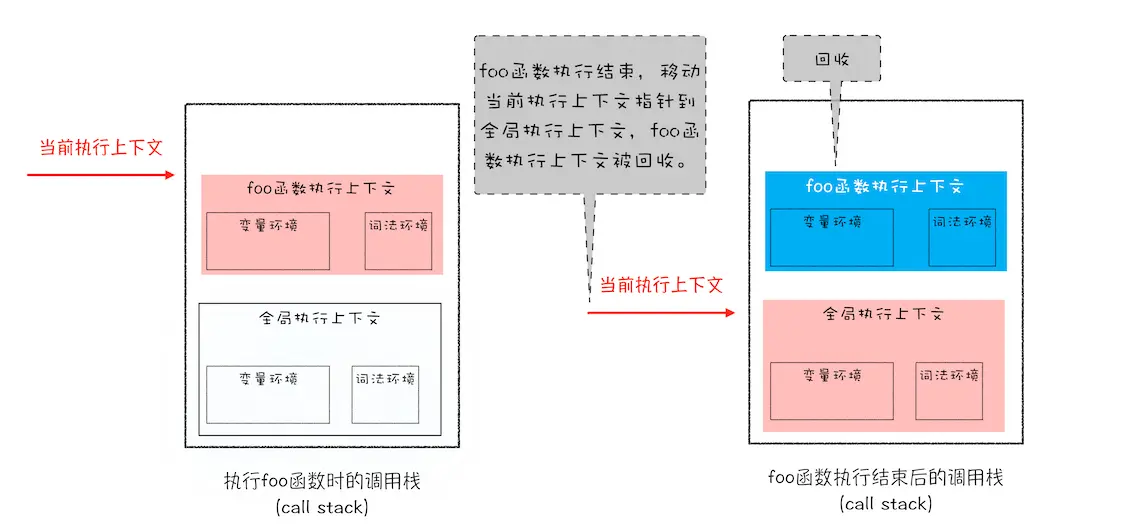 当前执行上下文
foo函数执行上下文
变量环境
词法环境
全局执行上下文
变量环境
词法环境
执行foo函数时的调用栈
(call stack)
foo函数执行结束，移动
当前执行上下文指针到
全局执行上下文，foo函
数执行上下文被回收。
当前执行上下文
回收
foo函数执行上下文
变量环境
词法环境
全局执行上下文
变量环境
词法环境
foo函数执行结束后的调用栈
(call stack)